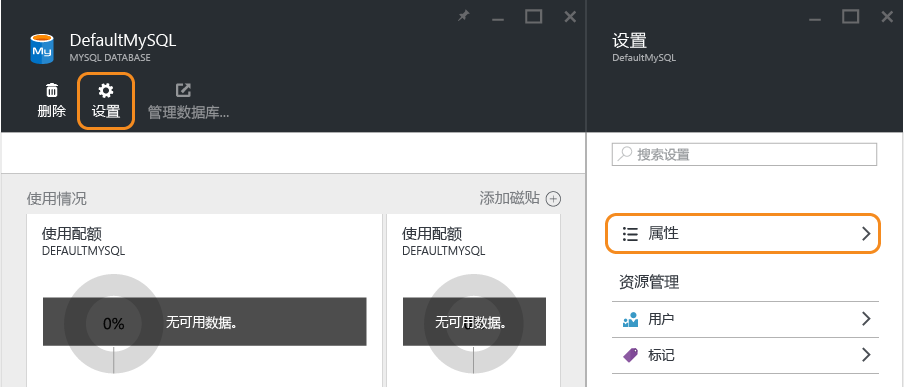 DefaultMySQL
MYSQL DATABASE
My
删除
设置
管理数据库...
使用情况
添加磁贴
使用配额
DEFAULTMYSQL
0%
无可用数据。
使用配额
DEFAULTMYSQL
无可用数据。
设置
DefaultMySQL
搜索设置
属性
资源管理
用户
标记